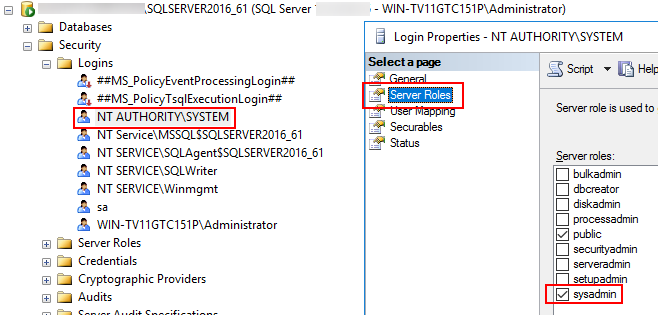 \SQLSERVER2016_61 (SQL Server - WIN-TV11GTC151P\Administrator)
Databases
Security
Logins
##MS_PolicyEventProcessingLogin##
##MS_PolicyTsqlExecutionLogin##
NT AUTHORITY\SYSTEM
NT Service\MSSQL$SQLSERVER2016_61
NT SERVICE\SQLAgent$SQLSERVER2016_61
NT SERVICE\SQLWriter
NT SERVICE\Winmgmt
sa
WIN-TV11GTC151P\Administrator
Server Roles
Credentials
Cryptographic Providers
Audits
Server Audit Specifications
Login Properties - NT AUTHORITY\SYSTEM
Select a page
General
Server Roles
User Mapping
Securables
Status
Script
Help
Server role is used to
Server roles:
bulkadmin
dbcreator
diskadmin
processadmin
public
securityadmin
serveradmin
setupadmin
sysadmin